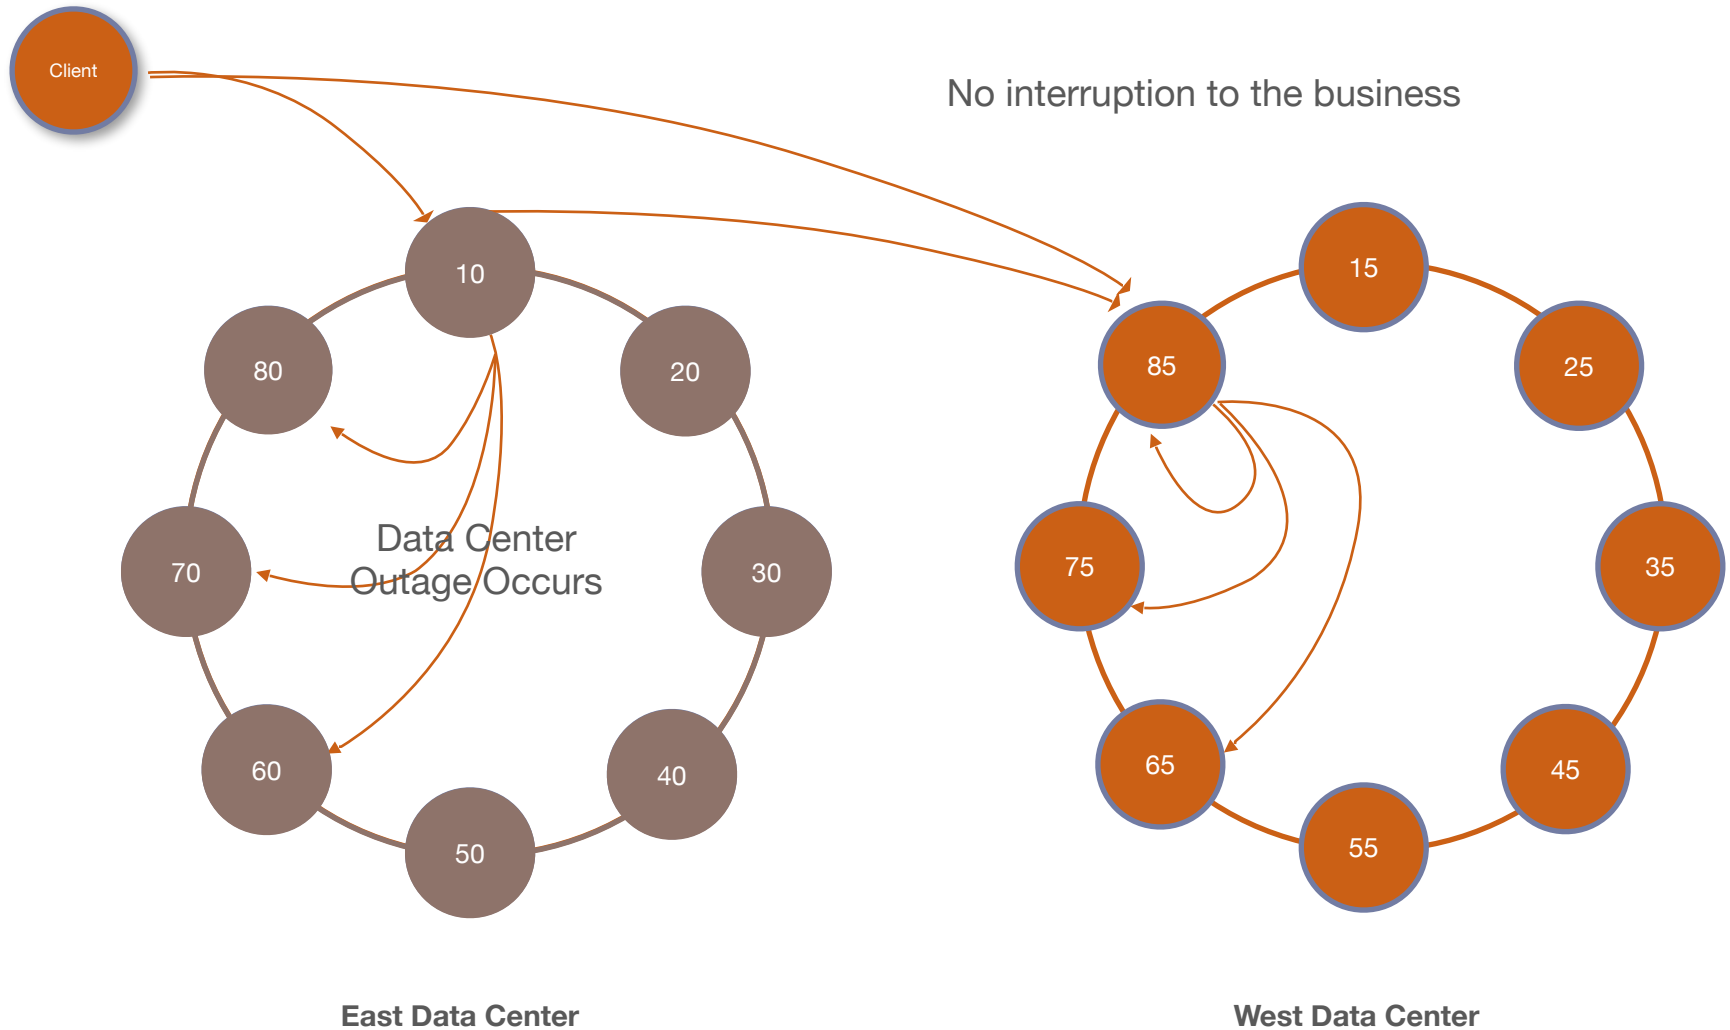 Client
No interruption to the business
10
80
20
70
30
Data Center
Outage Occurs
60
40
50
15
85
25
75
35
65
45
55
East Data Center
West Data Center